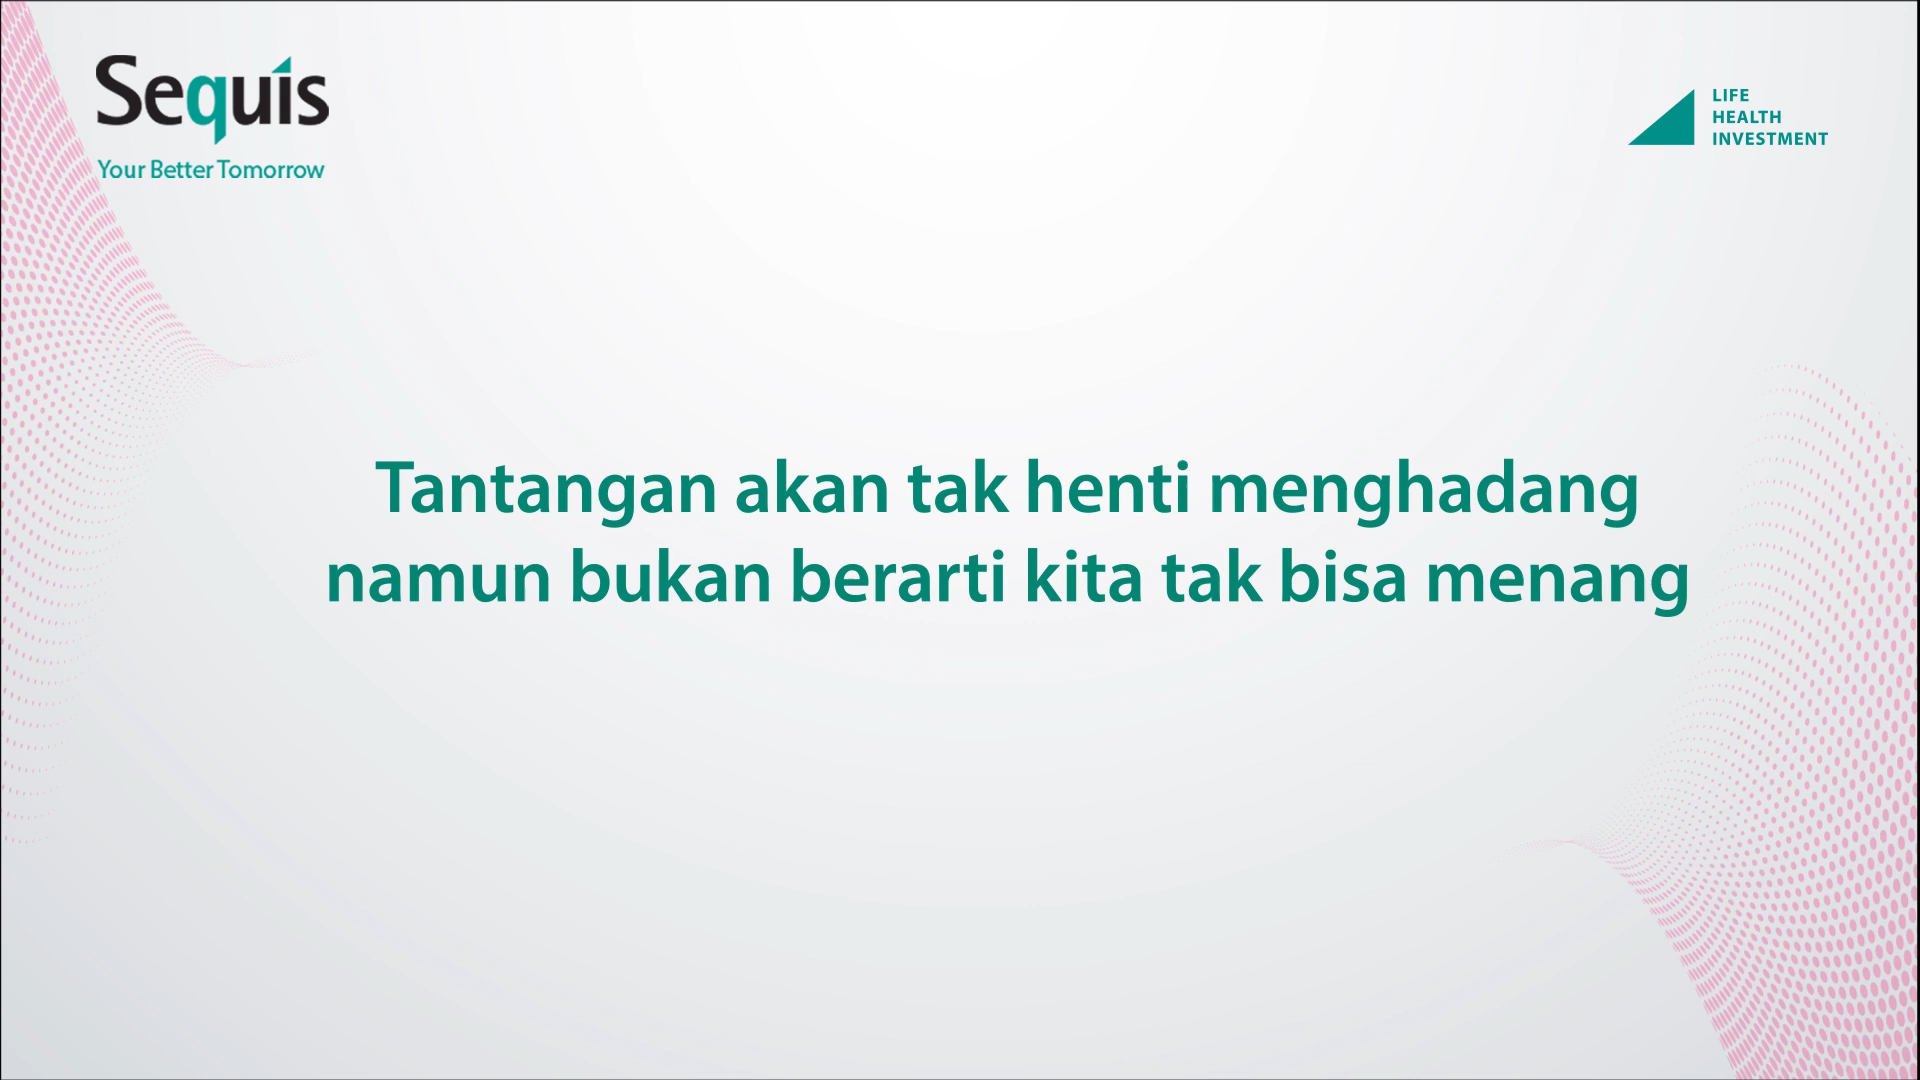 Sequis
Your Better Tomorrow
LIFE
HEALTH
INVESTMENT
Tantangan akan tak henti menghadang
namun bukan berarti kita tak bisa menang